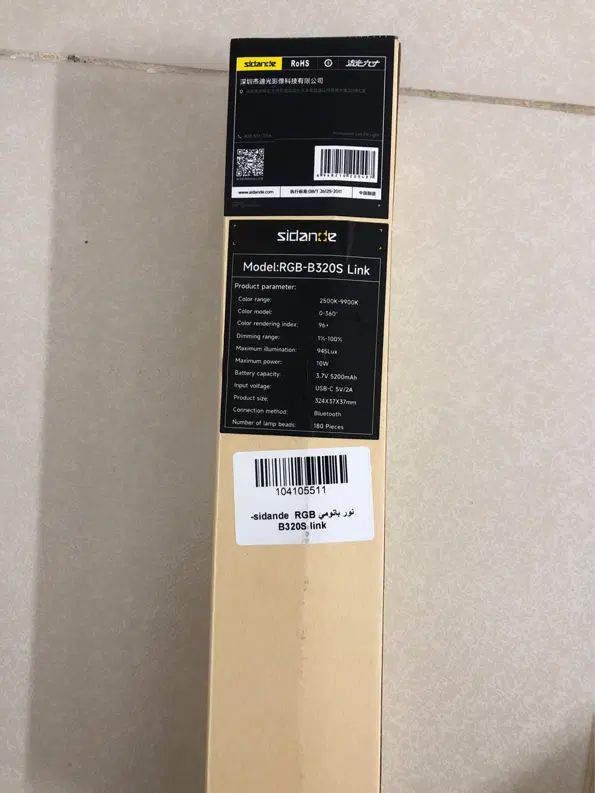 sidande
RoHS
深圳市迪光影像科技有限公司
www.sidande.com
执行标准:GB/T 26125-2011
中国制造
sidande
Model:RGB-B320S Link
Product parameter:
Color range: 2500K-9900K
Color model: 0-360°
Color rendering index: 96+
Dimming range: 1%-100%
Maximum illumination: 945Lux
Maximum power: 10W
Battery capacity: 3.7V 5200mAh
Input voltage: USB-C 5V/2A
Product size: 324X37X37mm
Connection method: Bluetooth
Number of lamp beads: 180 Pieces
104105511
نور باتومي sidande RGB-
B320S link